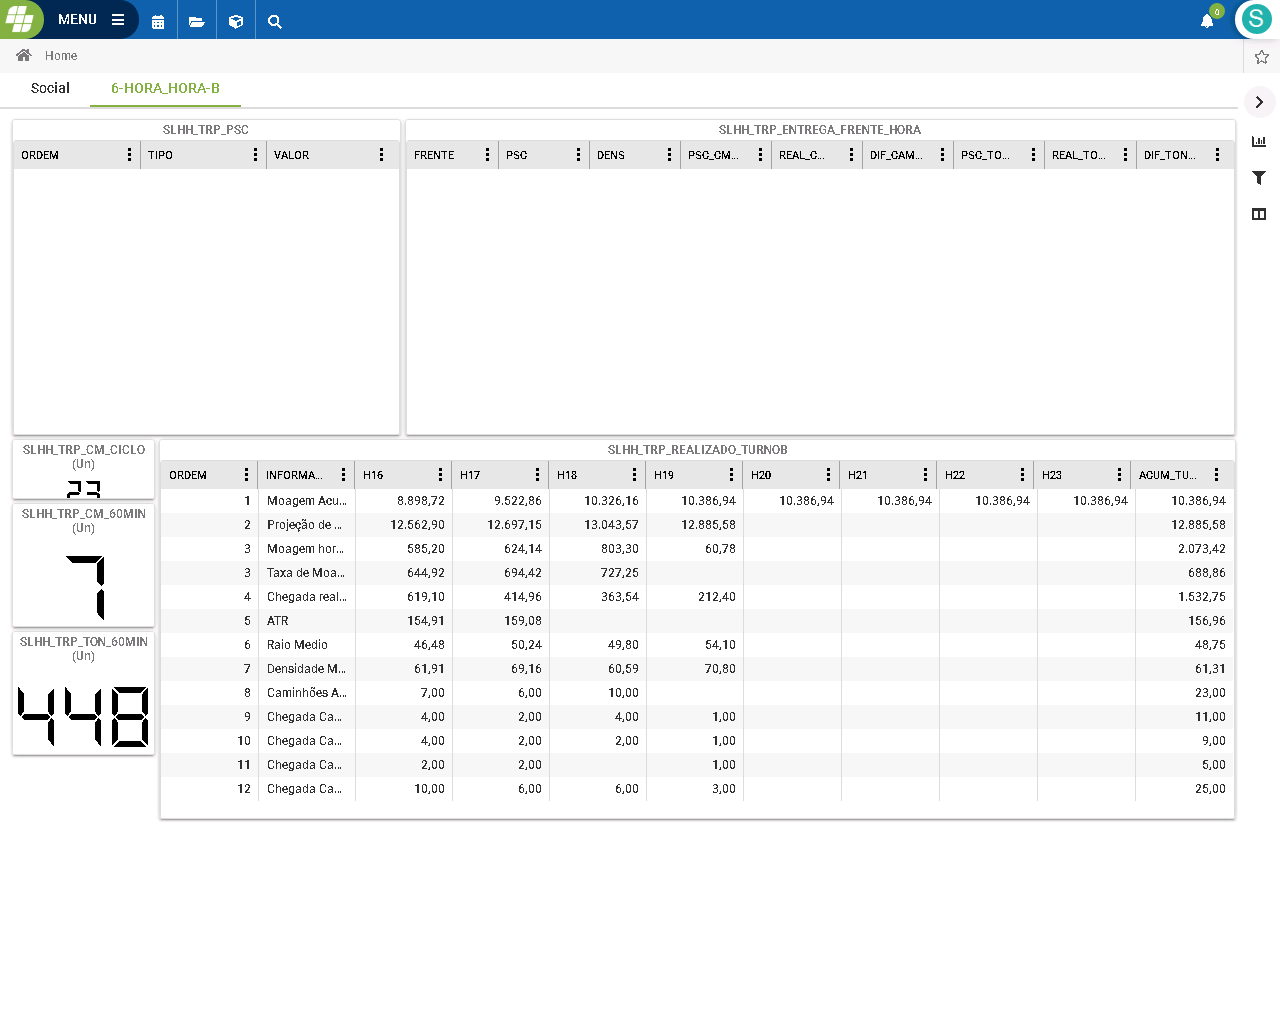 MENU
0
S
Home
Social 6-HORA_HORA-B
SLHH_TRP_PSC
ORDEM TIPO VALOR
SLHH_TRP_ENTREGA_FRENTE_HORA
FRENTE PSC DENS PSC_CM... REAL_C... DIF_CAM... PSC_TO... REAL_TO... DIF_TON...
SLHH_TRP_CM_CICLO
(Un)
23
SLHH_TRP_CM_60MIN
(Un)
7
SLHH_TRP_TON_60MIN
(Un)
448
SLHH_TRP_REALIZADO_TURNOB
ORDEM INFORMA... H16 H17 H18 H19 H20 H21 H22 H23 ACUM_TU...
1 Moagem Acu... 8.898,72 9.522,86 10.326,16 10.386,94 10.386,94 10.386,94 10.386,94 10.386,94 10.386,94
2 Projeção de ... 12.562,90 12.697,15 13.043,57 12.885,58 12.885,58
3 Moagem hor... 585,20 624,14 803,30 60,78 2.073,42
3 Taxa de Moa... 644,92 694,42 727,25 688,86
4 Chegada real... 619,10 414,96 363,54 212,40 1.532,75
5 ATR 154,91 159,08 156,96
6 Raio Medio 46,48 50,24 49,80 54,10 48,75
7 Densidade M... 61,91 69,16 60,59 70,80 61,31
8 Caminhões A... 7,00 6,00 10,00 23,00
9 Chegada Ca... 4,00 2,00 4,00 1,00 11,00
10 Chegada Ca... 4,00 2,00 2,00 1,00 9,00
11 Chegada Ca... 2,00 2,00 1,00 5,00
12 Chegada Ca... 10,00 6,00 6,00 3,00 25,00